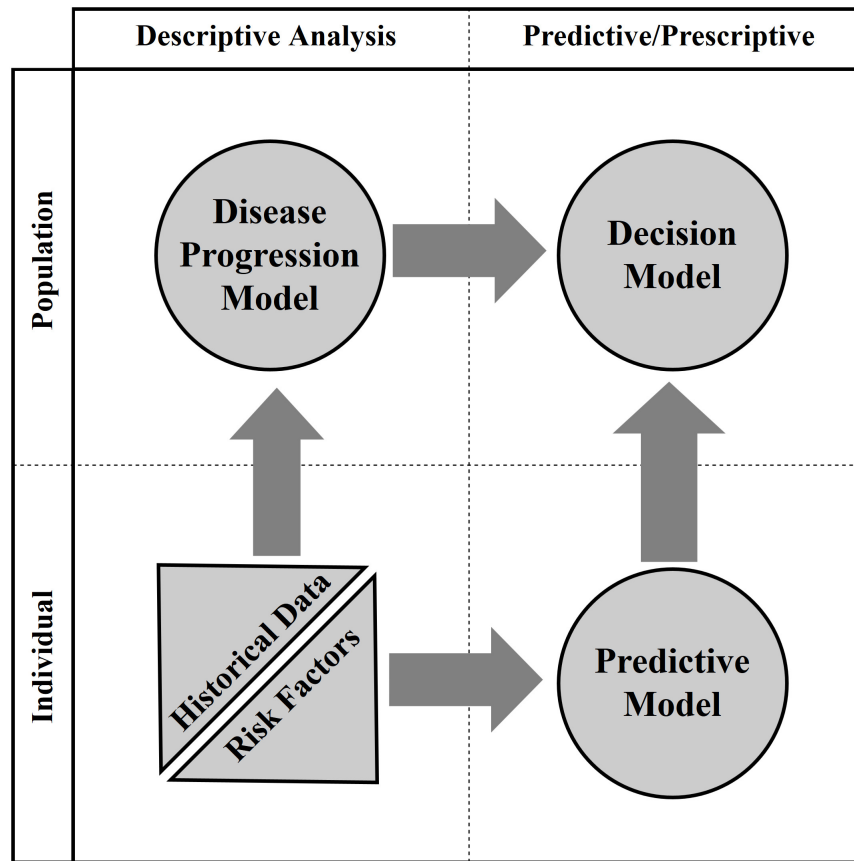 Descriptive Analysis
Predictive/Prescriptive
Population
Disease
Progression
Model
Decision
Model
Individual
Historical Data
Risk Factors
Predictive
Model